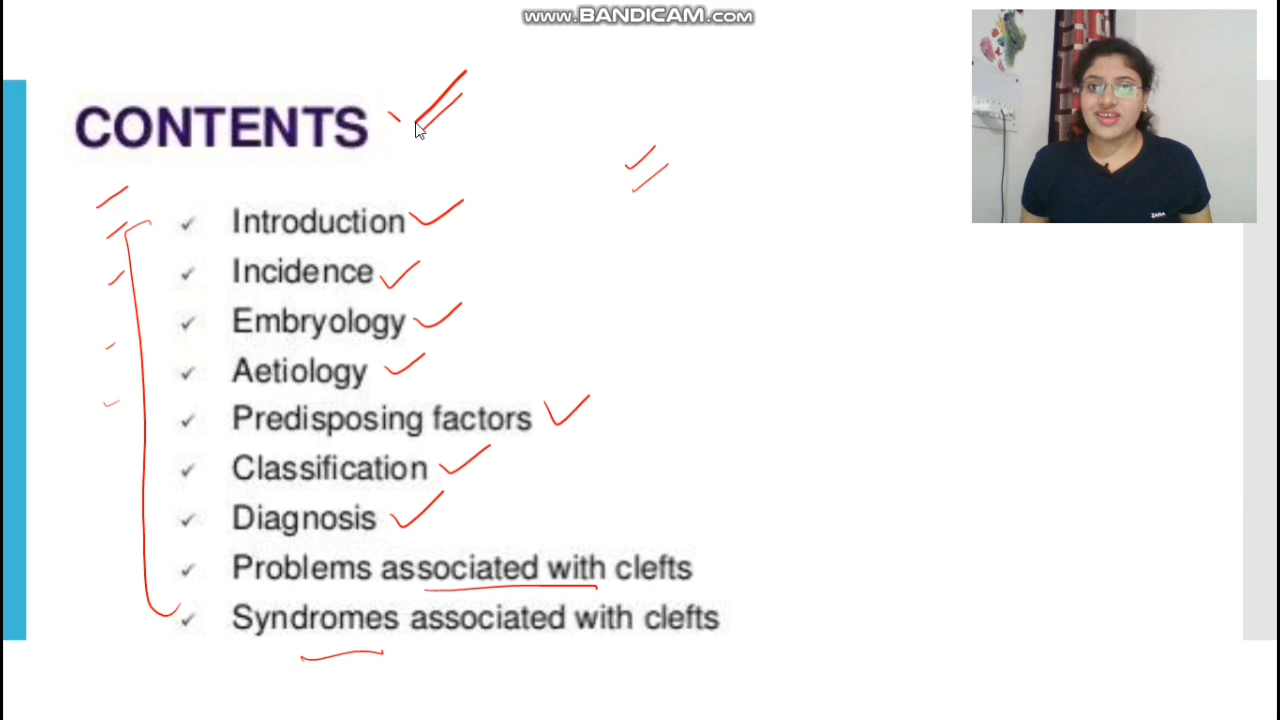 www.BANDICAM.com
CONTENTS
Introduction
Incidence
Embryology
Aetiology
Predisposing factors
Classification
Diagnosis
Problems associated with clefts
Syndromes associated with clefts
ZARA